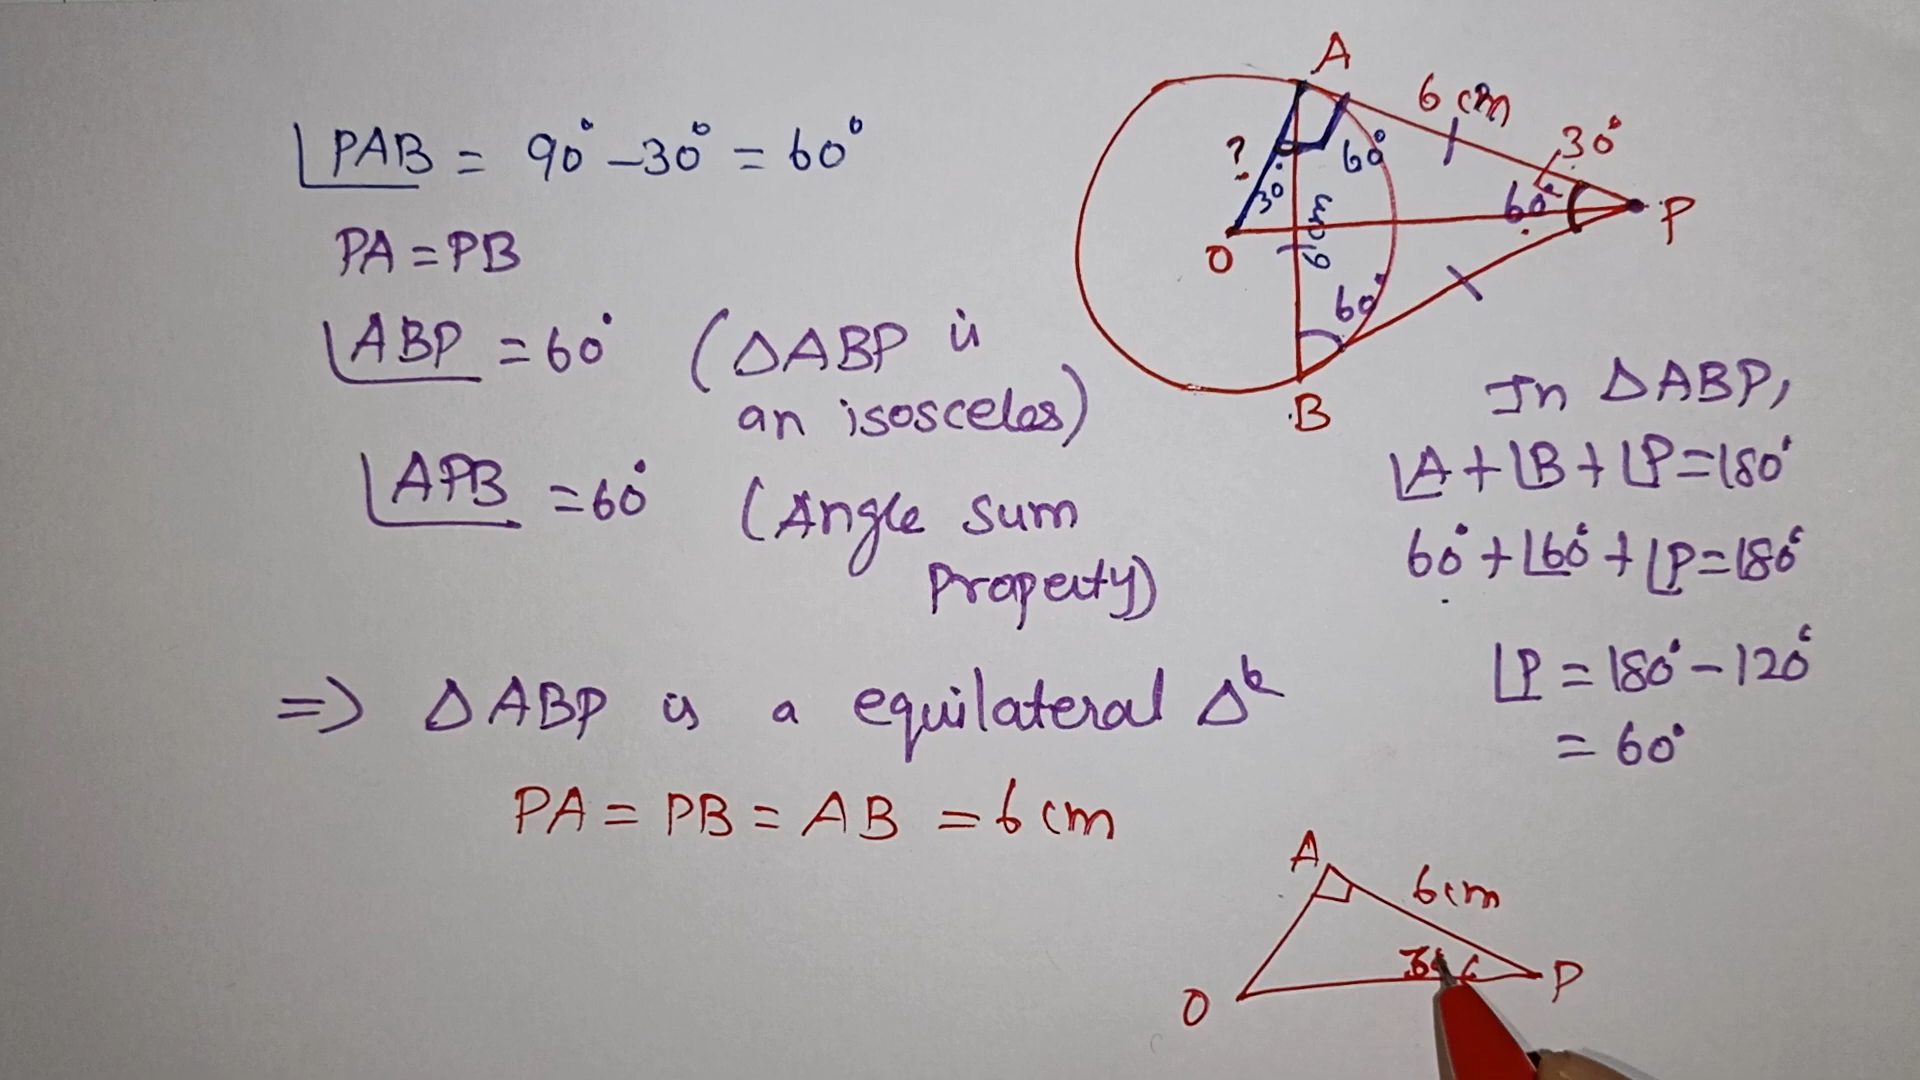 ∠PAB = 90° - 30° = 60°
PA = PB
∠ABP = 60° (△ABP is
an isosceles)
∠APB = 60° (Angle sum
Property)
=> △ABP is a equilateral △le
PA = PB = AB = 6 cm
A
6 cm
30°
?
60°
30°
60°
P
O
6 cm
60°
B
In △ABP,
∠A + ∠B + ∠P = 180°
60° + ∠60° + ∠P = 180°
∠P = 180° - 120°
= 60°
A
6 cm
P
O